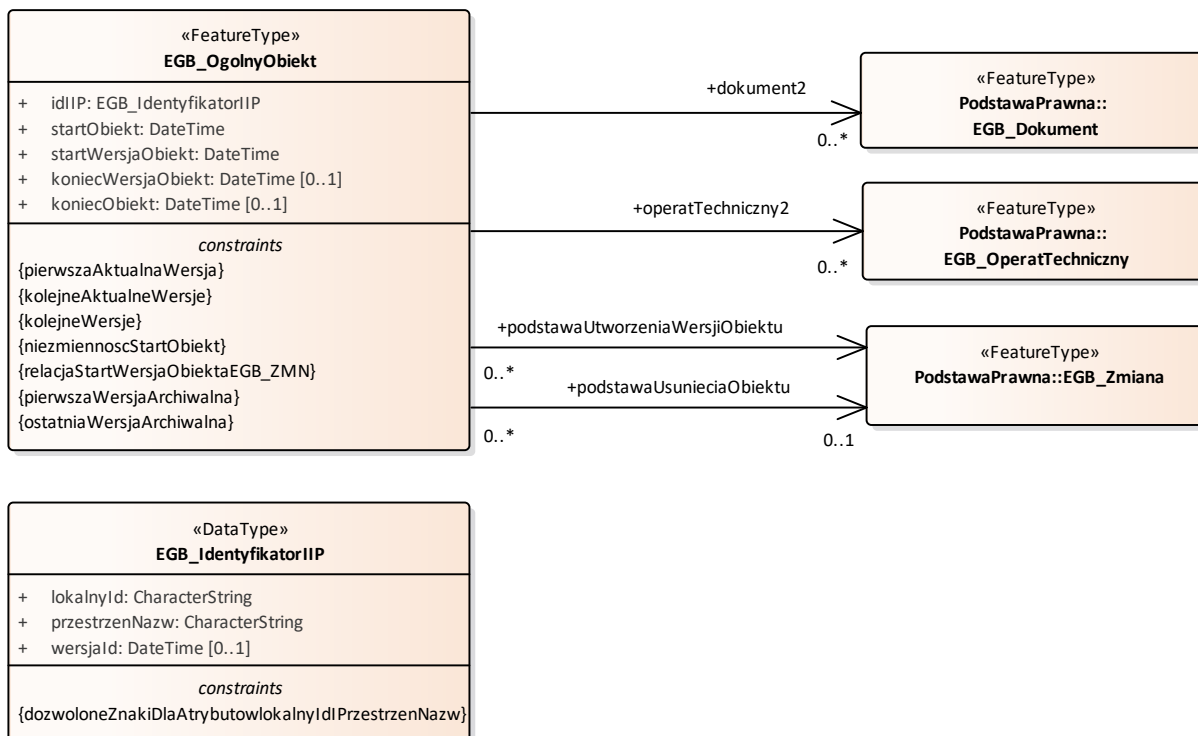 «FeatureType»
EGB_OgolnyObiekt
+ idIIP: EGB_IdentyfikatorIIP
+ startObiekt: DateTime
+ startWersjaObiekt: DateTime
+ koniecWersjaObiekt: DateTime [0..1]
+ koniecObiekt: DateTime [0..1]
constraints
{pierwszaAktualnaWersja}
{kolejneAktualneWersje}
{kolejneWersje}
{niezmiennoscStartObiekt}
{relacjaStartWersjaObiektaEGB_ZMN}
{pierwszaWersjaArchiwalna}
{ostatniaWersjaArchiwalna}
+dokument2
0..*
«FeatureType»
PodstawaPrawna::
EGB_Dokument
+operatTechniczny2
0..*
«FeatureType»
PodstawaPrawna::
EGB_OperatTechniczny
+podstawaUtworzeniaWersjiObiektu
0..*
+podstawaUsunieciaObiektu
0..*
0..1
«FeatureType»
PodstawaPrawna::EGB_Zmiana
«DataType»
EGB_IdentyfikatorIIP
+ lokalnyId: CharacterString
+ przestrzenNazw: CharacterString
+ wersjaId: DateTime [0..1]
constraints
{dozwoloneZnakiDlaAtrybutowlokalnyIdIPrzestrzenNazw}